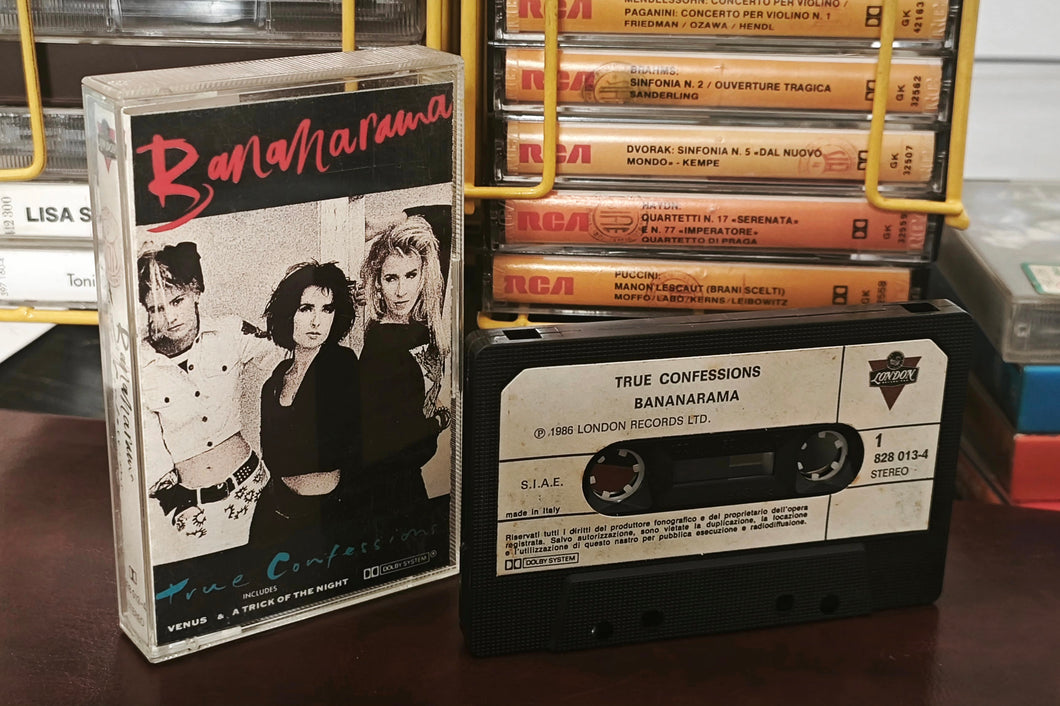 Bananarama
True Confessions
INCLUDES
VENUS & A TRICK OF THE NIGHT
DOLBY SYSTEM
Bananarama
LISA S
Toni
RCA
MENDELSSOHN: CONCERTO PER VIOLINO /
PAGANINI: CONCERTO PER VIOLINO N. 1
FRIEDMAN / OZAWA / HENDL
GK
42163
RCA
BRAHMS:
SINFONIA N. 2 / OUVERTURE TRAGICA
SANDERLING
GK
32562
RCA
DVORAK: SINFONIA N. 5 «DAL NUOVO
MONDO» - KEMPE
GK
32507
RCA
HAYDN:
QUARTETTI N. 17 «SERENATA»
E N. 77 «IMPERATORE»
QUARTETTO DI PRAGA
GK
RCA
PUCCINI:
MANON LESCAUT (BRANI SCELTI)
MOFFO/LABÒ/KERNS/LEIBOWITZ
TRUE CONFESSIONS
BANANARAMA
℗ 1986 LONDON RECORDS LTD.
LONDON
1
828 013-4
STEREO
S.I.A.E.
made in Italy
Riservati tutti i diritti del produttore fonografico e del proprietario dell'opera
registrata. Salvo autorizzazione, sono vietate la duplicazione, la locazione
e l'utilizzazione di questo nastro per pubblica esecuzione e radiodiffusione.
DOLBY SYSTEM